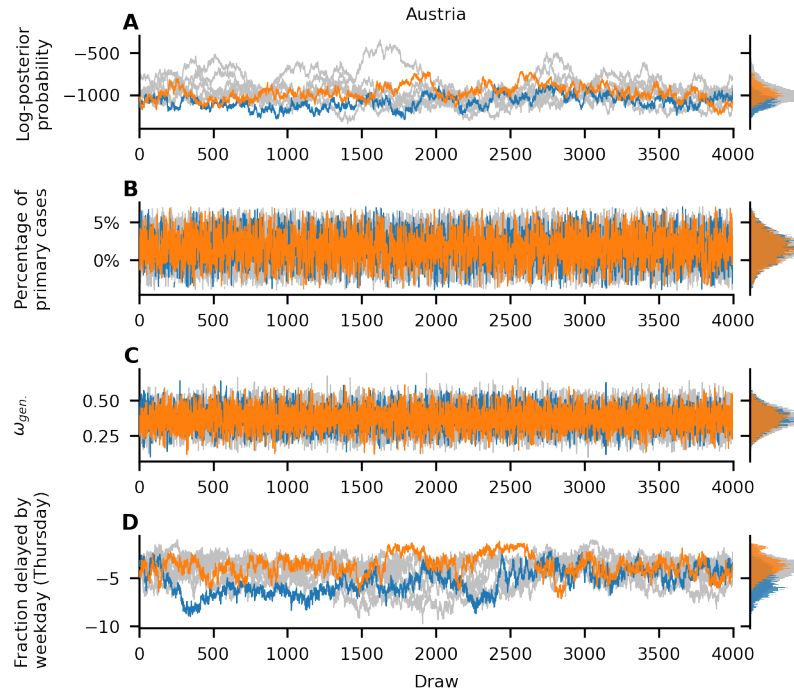 Austria
A
Log-posterior
probability
−500
−1000
0 500 1000 1500 2000 2500 3000 3500 4000
B
Percentage of
primary cases
5%
0%
0 500 1000 1500 2000 2500 3000 3500 4000
C
ω gen.
0.50
0.25
0 500 1000 1500 2000 2500 3000 3500 4000
D
Fraction delayed by
weekday (Thursday)
−5
−10
0 500 1000 1500 2000 2500 3000 3500 4000
Draw